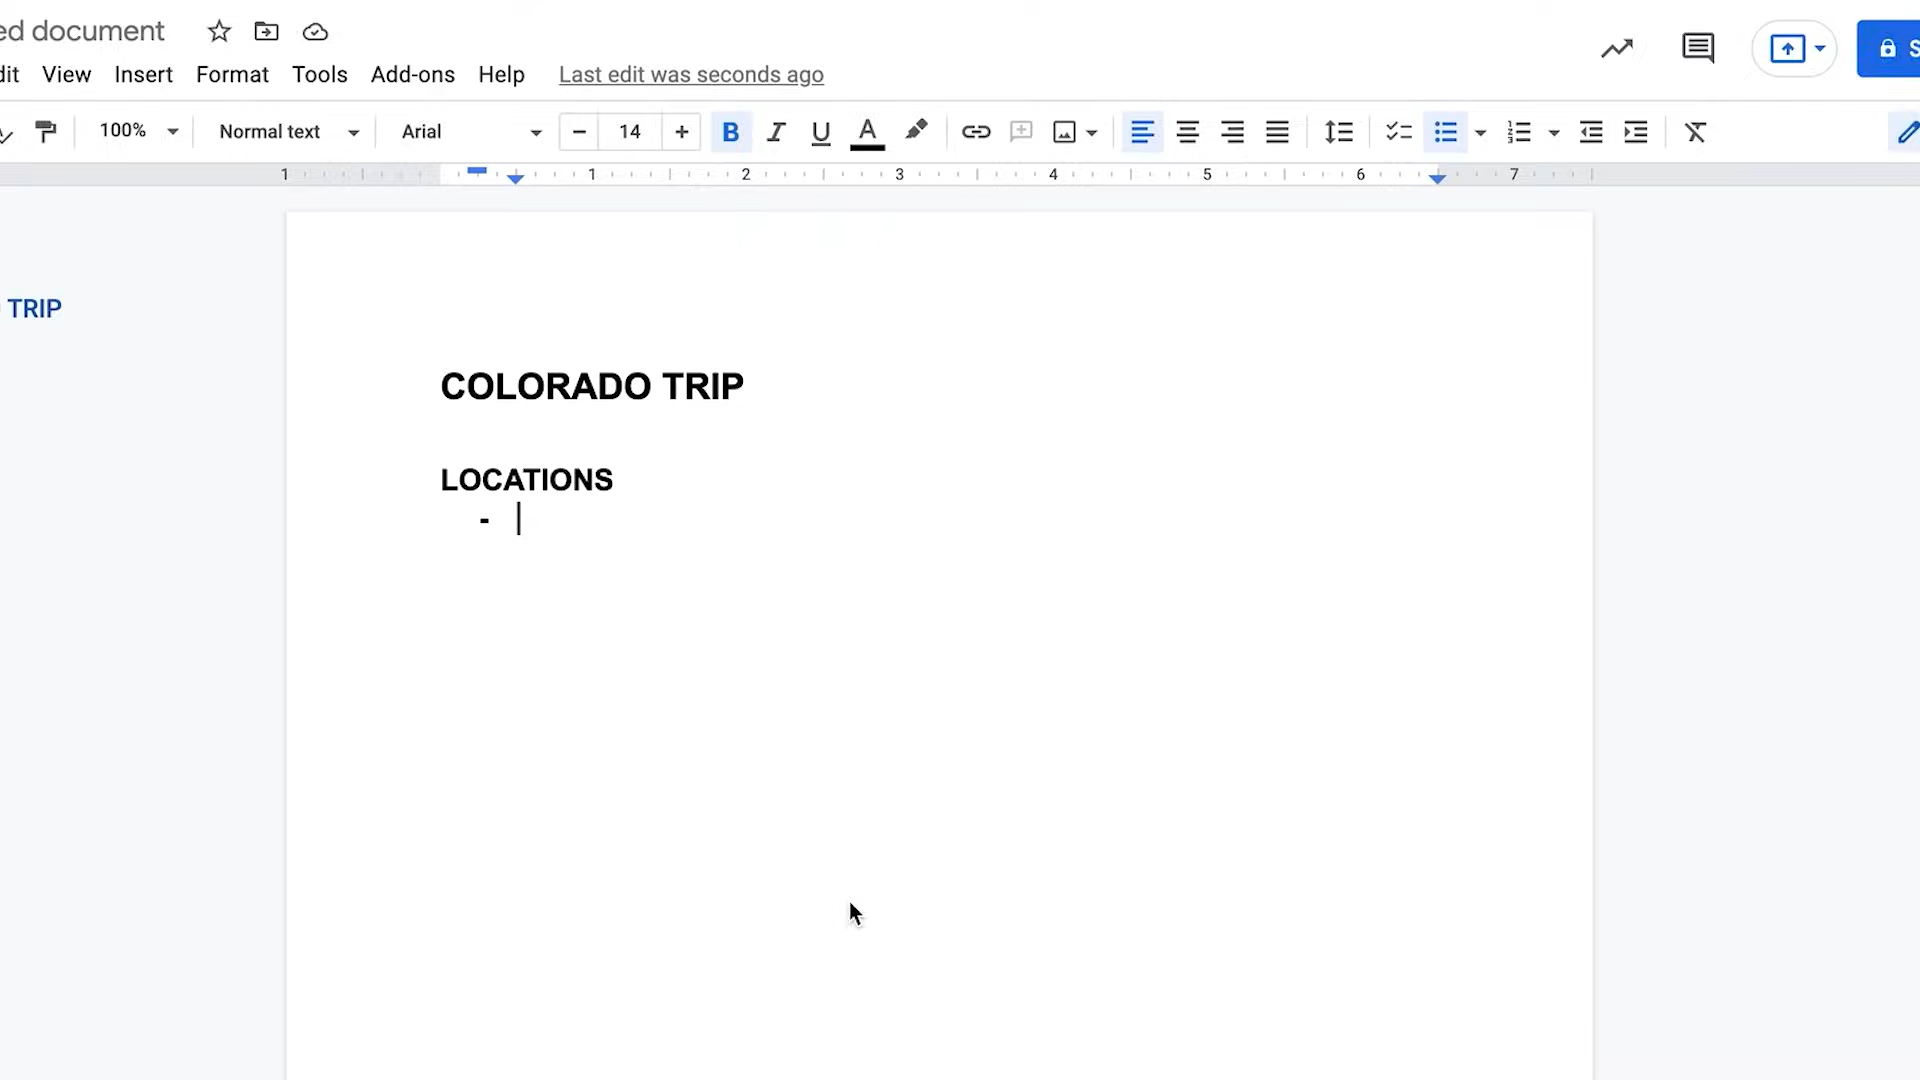 ed document
dit View Insert Format Tools Add-ons Help Last edit was seconds ago
100% Normal text Arial − 14 + B I U A
1 1 2 3 4 5 6 7
TRIP
COLORADO TRIP
LOCATIONS
-